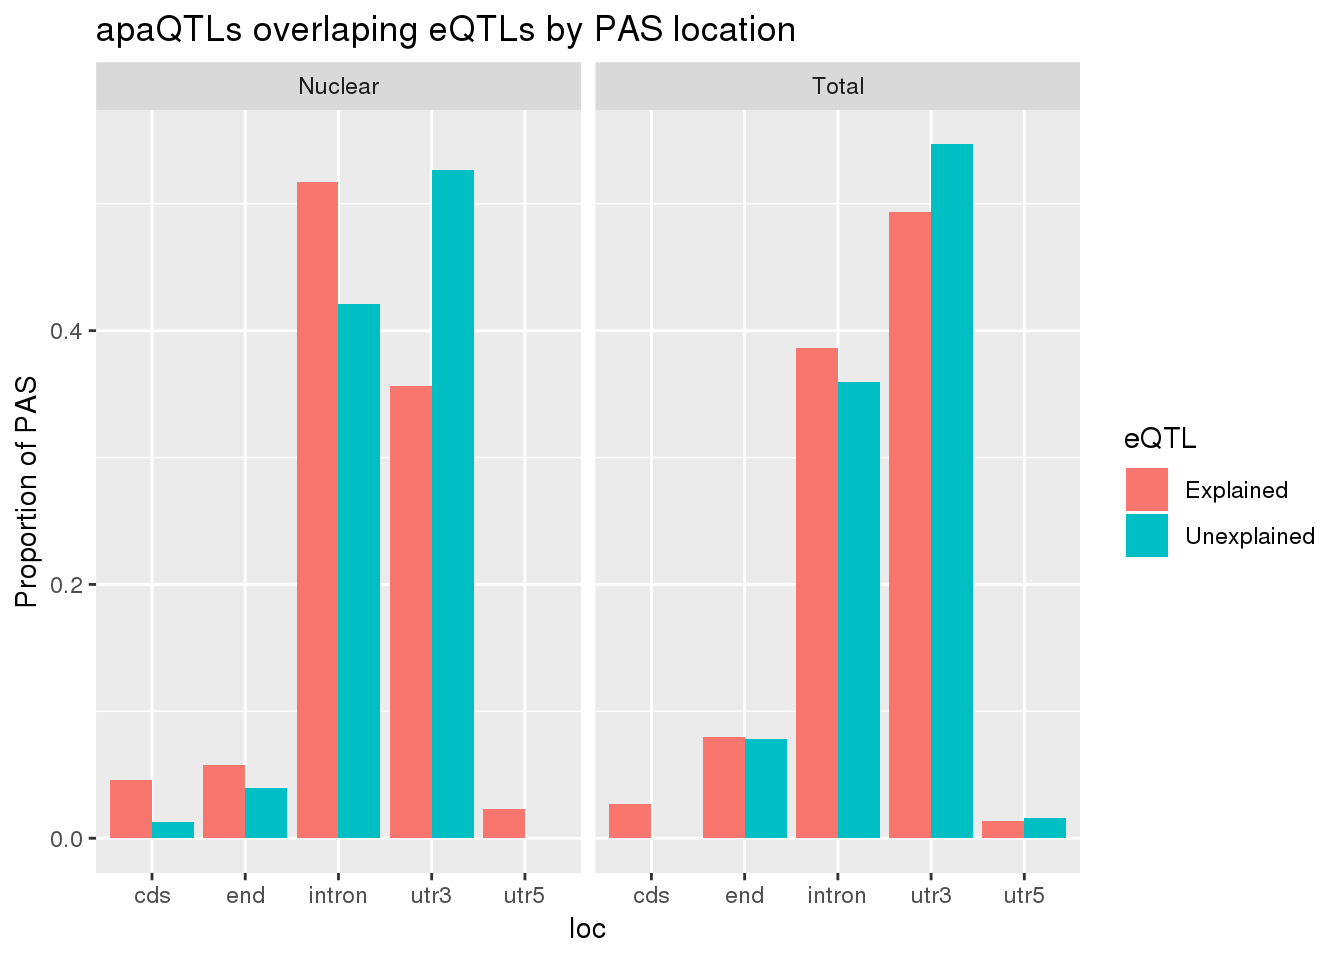 apaQTLs overlaping eQTLs by PAS location
Nuclear
Total
Proportion of PAS
0.4
0.2
0.0
cds end intron utr3 utr5
cds end intron utr3 utr5
loc
eQTL
Explained
Unexplained